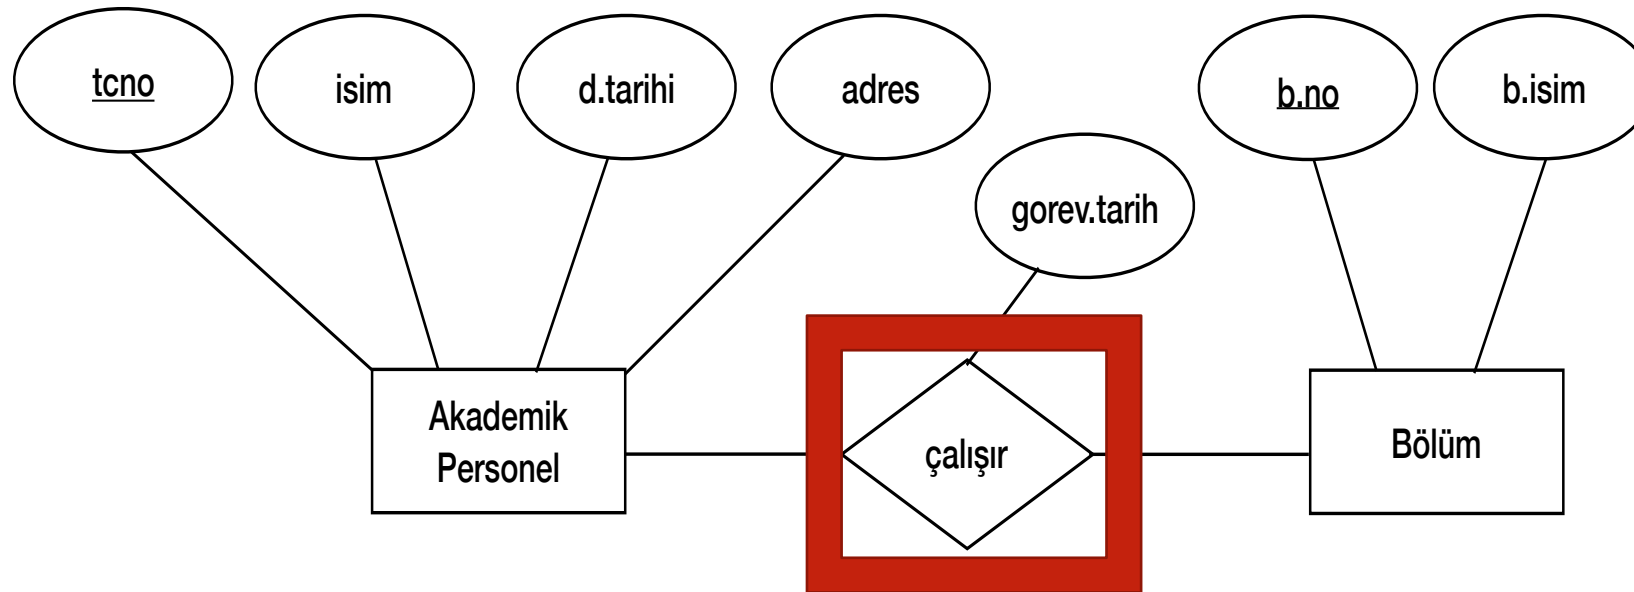 tcno
isim
d.tarihi
adres
b.no
b.isim
gorev.tarih
Akademik
Personel
çalışır
Bölüm